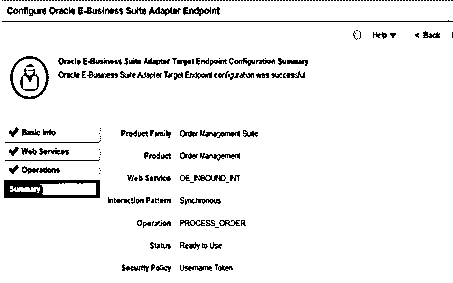 Configure Oracle E-Business Suite Adapter Endpoint
Help
< Back
Oracle E-Business Suite Adapter Target Endpoint Configuration Summary
Oracle E-Business Suite Adapter Target Endpoint configuration was successful
Basic Info
Web Services
Operations
Summary
Product Family Order Management Suite
Product Order Management
Web Service OE_INBOUND_INT
Interaction Pattern Synchronous
Operation PROCESS_ORDER
Status Ready to Use
Security Policy Username Token